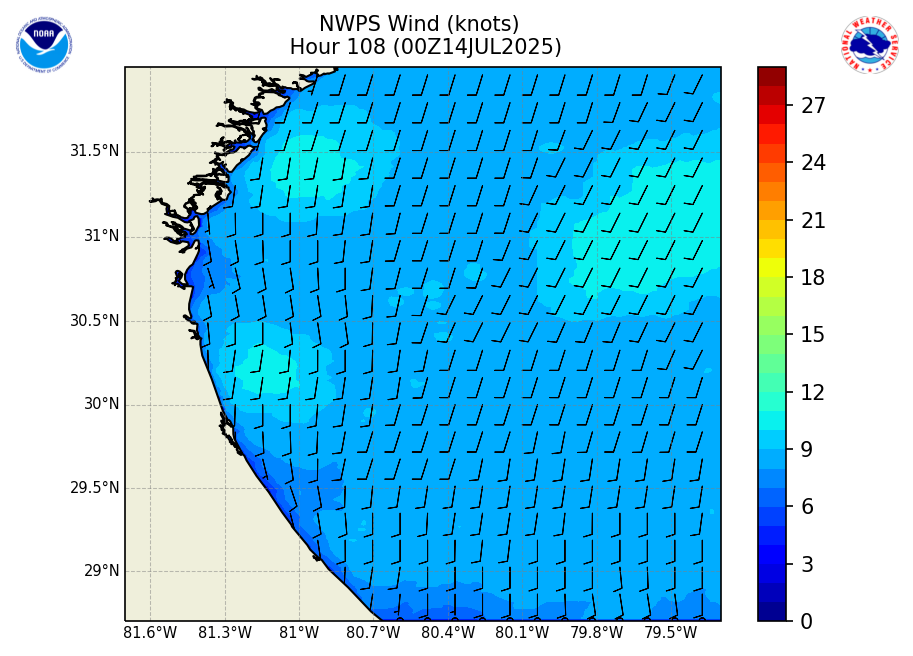 NWPS Wind (knots)
Hour 108 (00Z14JUL2025)
NOAA
NATIONAL WEATHER SERVICE
31.5°N
31°N
30.5°N
30°N
29.5°N
29°N
81.6°W 81.3°W 81°W 80.7°W 80.4°W 80.1°W 79.8°W 79.5°W
27
24
21
18
15
12
9
6
3
0